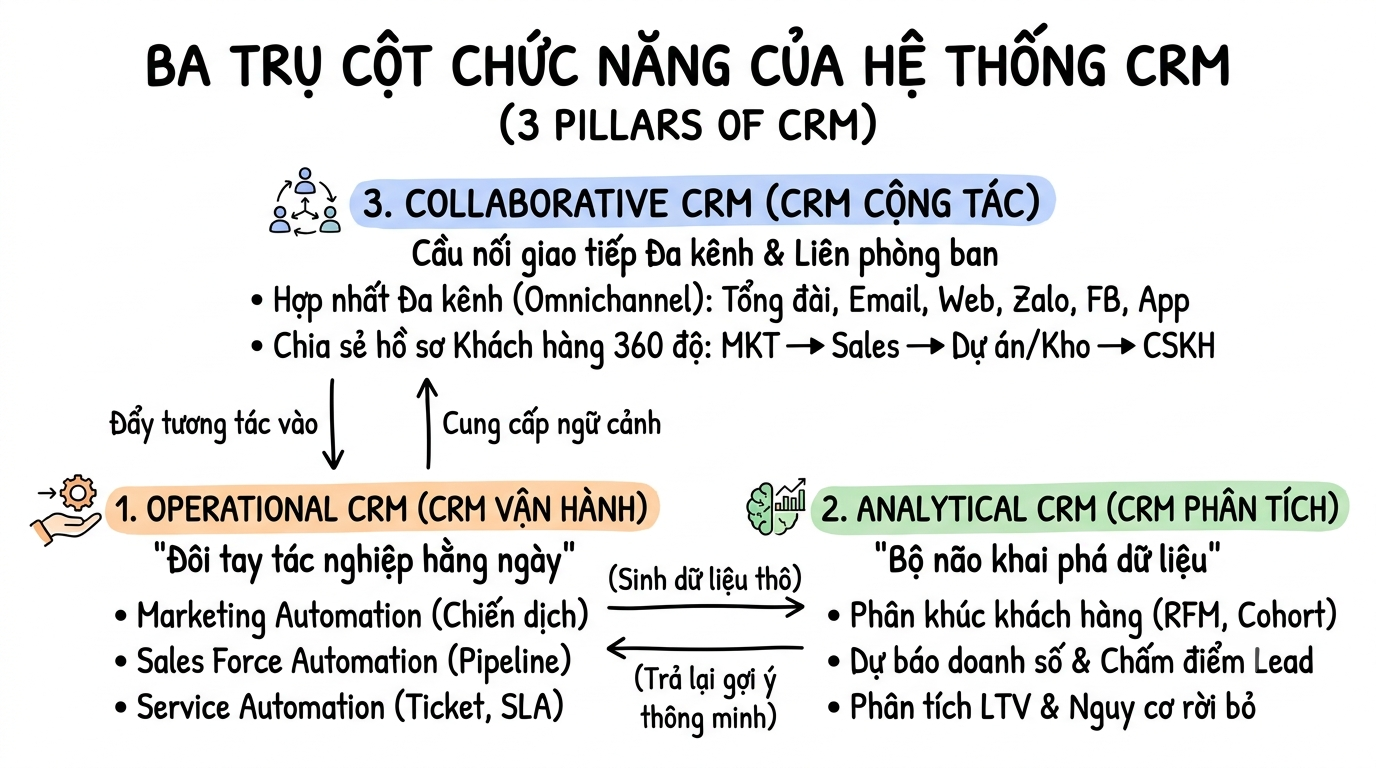 BA TRỤ CỘT CHỨC NĂNG CỦA HỆ THỐNG CRM
(3 PILLARS OF CRM)
3. COLLABORATIVE CRM (CRM CỘNG TÁC)
Cầu nối giao tiếp Đa kênh & Liên phòng ban
• Hợp nhất Đa kênh (Omnichannel): Tổng đài, Email, Web, Zalo, FB, App
• Chia sẻ hồ sơ Khách hàng 360 độ: MKT → Sales → Dự án/Kho → CSKH
Đẩy tương tác vào
Cung cấp ngữ cảnh
1. OPERATIONAL CRM (CRM VẬN HÀNH)
"Đôi tay tác nghiệp hằng ngày"
• Marketing Automation (Chiến dịch)
• Sales Force Automation (Pipeline)
• Service Automation (Ticket, SLA)
(Sinh dữ liệu thô)
(Trả lại gợi ý
thông minh)
2. ANALYTICAL CRM (CRM PHÂN TÍCH)
"Bộ não khai phá dữ liệu"
• Phân khúc khách hàng (RFM, Cohort)
• Dự báo doanh số & Chấm điểm Lead
• Phân tích LTV & Nguy cơ rời bỏ